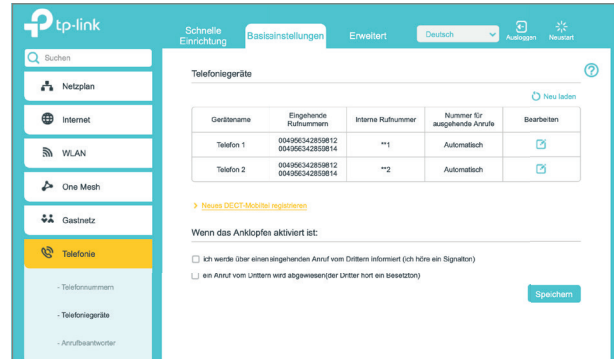 tp-link
Schnelle
Einrichtung
Basisainstellungen
Erweitert
Deutsch
Ausloggen
Neustart
Suchen
Netzplan
Internet
WLAN
One Mesh
Gastnetz
Telefonie
- Telefonnummern
- Telefoniegeräte
- Anrufbeantworter
Telefoniegeräte
Neu laden
Gerätename
Eingehende
Rufnummern
Interne Rufnummer
Nummer für
ausgehende Anrufe
Bearbeiten
Telefon 1
004956342859812
004956342859814
**1
Automatisch
Telefon 2
004956342859812
004956342859814
**2
Automatisch
> Neues DECT-Mobilteil registrieren
Wenn das Anklopfen aktiviert ist:
ich werde über einen eingehenden Anruf vom Drittern informiert (ich höre ein Signalton)
ein Anruf vom Drittern wird abgewiesen(der Dritter hort ein Besetzton)
Speichern